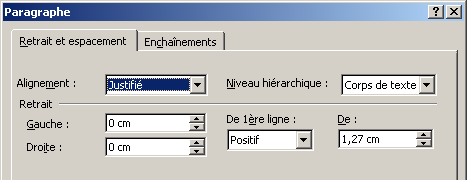 Paragraphe
Retrait et espacement Enchaînements
Alignement : Justifié Niveau hiérarchique : Corps de texte
Retrait
Gauche : 0 cm De 1ère ligne : De :
Droite : 0 cm Positif 1,27 cm